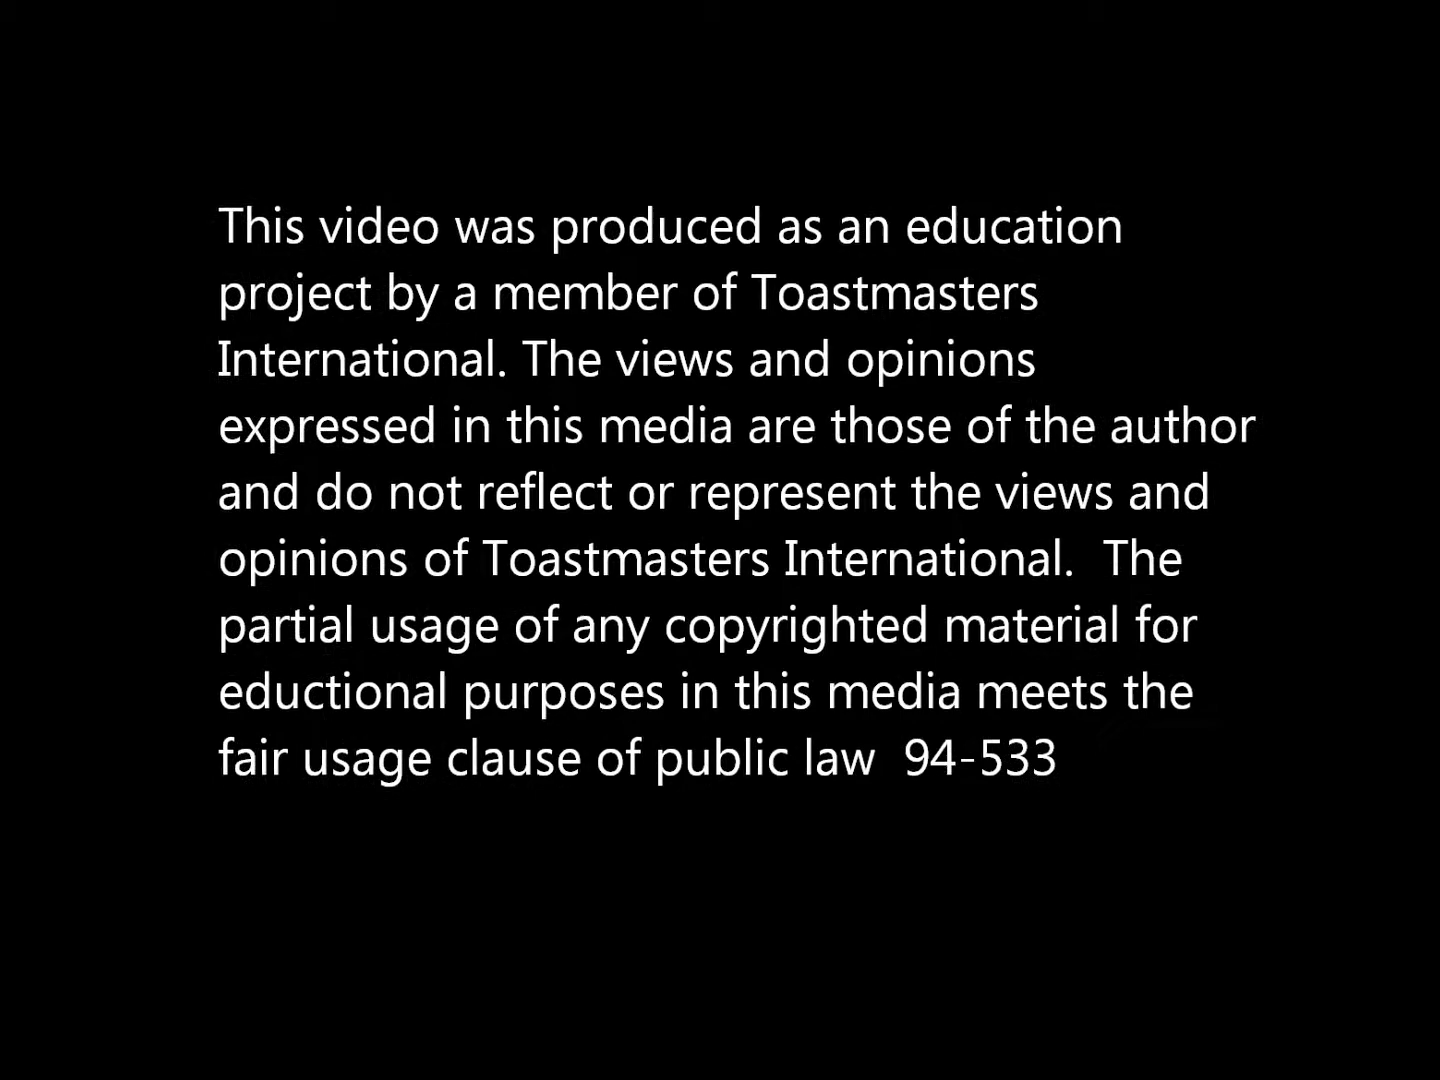 This video was produced as an education
project by a member of Toastmasters
International. The views and opinions
expressed in this media are those of the author
and do not reflect or represent the views and
opinions of Toastmasters International.  The
partial usage of any copyrighted material for
eductional purposes in this media meets the
fair usage clause of public law  94-533